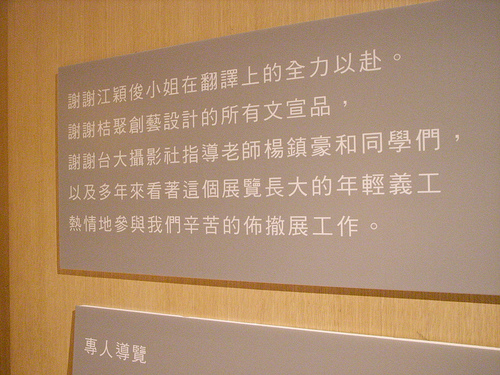 謝謝江穎俊小姐在翻譯上的全力以赴。
謝謝桔聚創藝設計的所有文宣品，
謝謝台大攝影社指導老師楊鎮豪和同學們，
以及多年來看著這個展覽長大的年輕義工
熱情地參與我們辛苦的佈撤展工作。
專人導覽